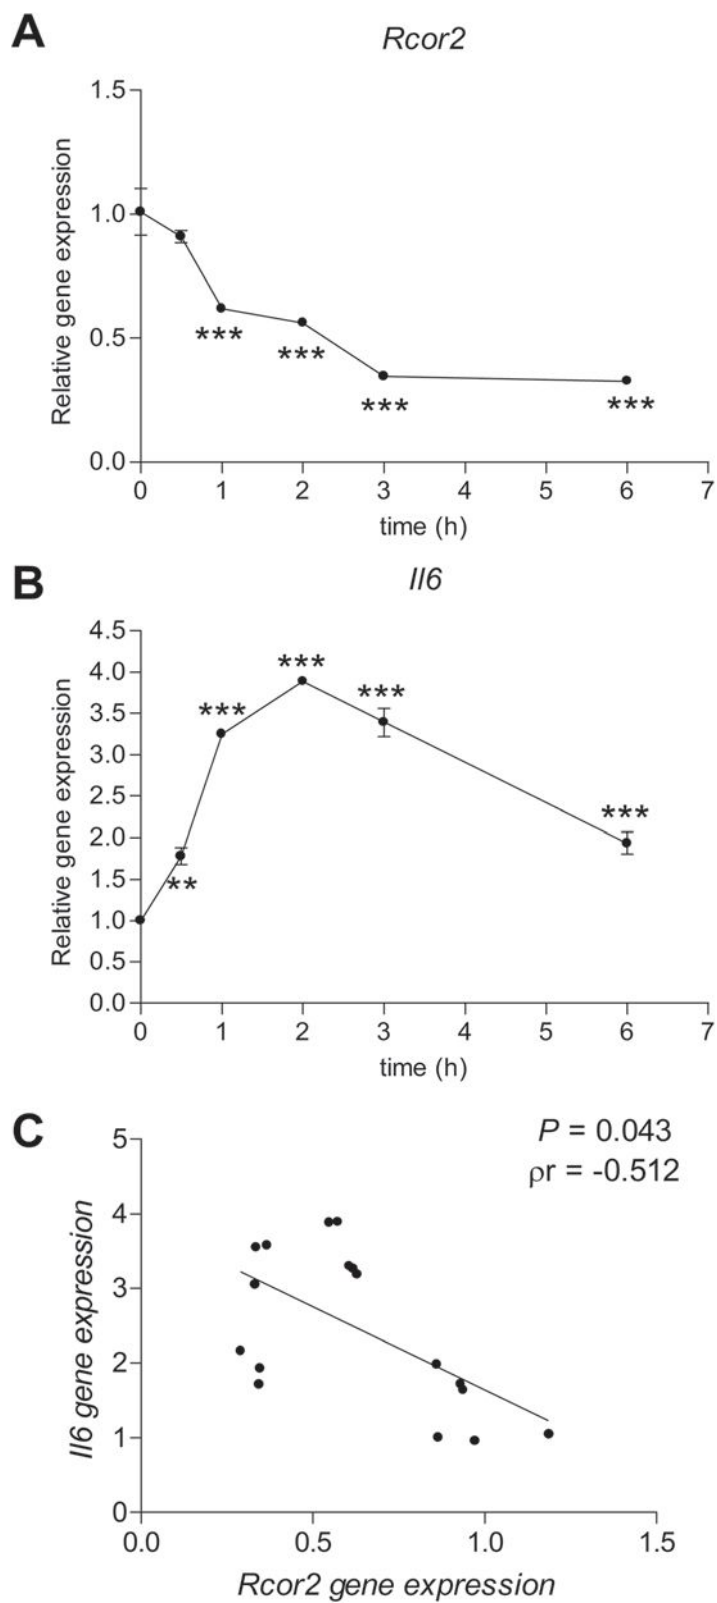 A
Rcor2
1.5
1.0
0.5
0.0
Relative gene expression
***
***
***
***
0 1 2 3 4 5 6 7
time (h)
B
Il6
4.5
4.0
3.5
3.0
2.5
2.0
1.5
1.0
0.5
0.0
Relative gene expression
**
***
***
***
***
0 1 2 3 4 5 6 7
time (h)
C
P = 0.043
ρr = -0.512
5
4
3
2
1
0
Il6 gene expression
0.0 0.5 1.0 1.5
Rcor2 gene expression